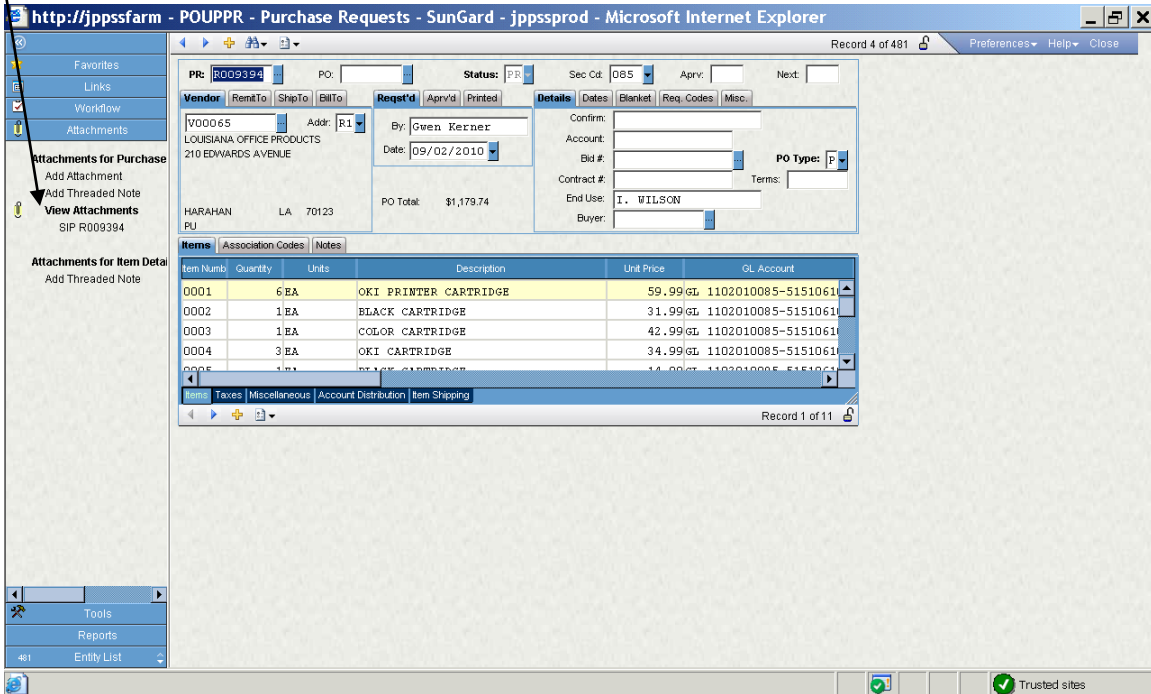 http://jppssfarm - POUPPR - Purchase Requests - SunGard - jppssprod - Microsoft Internet Explorer
Record 4 of 481 Preferences Help Close
Favorites
Links
Workflow
Attachments
Attachments for Purchase
Add Attachment
Add Threaded Note
View Attachments
SIP R009394
Attachments for Item Detai
Add Threaded Note
Tools
Reports
481 Entity List
PR: R009394 PO: Status: PR Sec Cd: 085 Aprv: Next:
Vendor RemitTo ShipTo BillTo
V00065 Addr: R1
LOUISIANA OFFICE PRODUCTS
210 EDWARDS AVENUE
HARAHAN LA 70123
PU
Reqst'd Aprv'd Printed
By: Gwen Kerner
Date: 09/02/2010
PO Total: $1,179.74
Details Dates Blanket Req. Codes Misc.
Confirm:
Account:
Bid #: PO Type: P
Contract #: Terms:
End Use: I. WILSON
Buyer:
Items Association Codes Notes
Item Numb Quantity Units Description Unit Price GL Account
0001 6 EA OKI PRINTER CARTRIDGE 59.99 GL 1102010085-5151061
0002 1 EA BLACK CARTRIDGE 31.99 GL 1102010085-5151061
0003 1 EA COLOR CARTRIDGE 42.99 GL 1102010085-5151061
0004 3 EA OKI CARTRIDGE 34.99 GL 1102010085-5151061
Items Taxes Miscellaneous Account Distribution Item Shipping
Record 1 of 11
Trusted sites